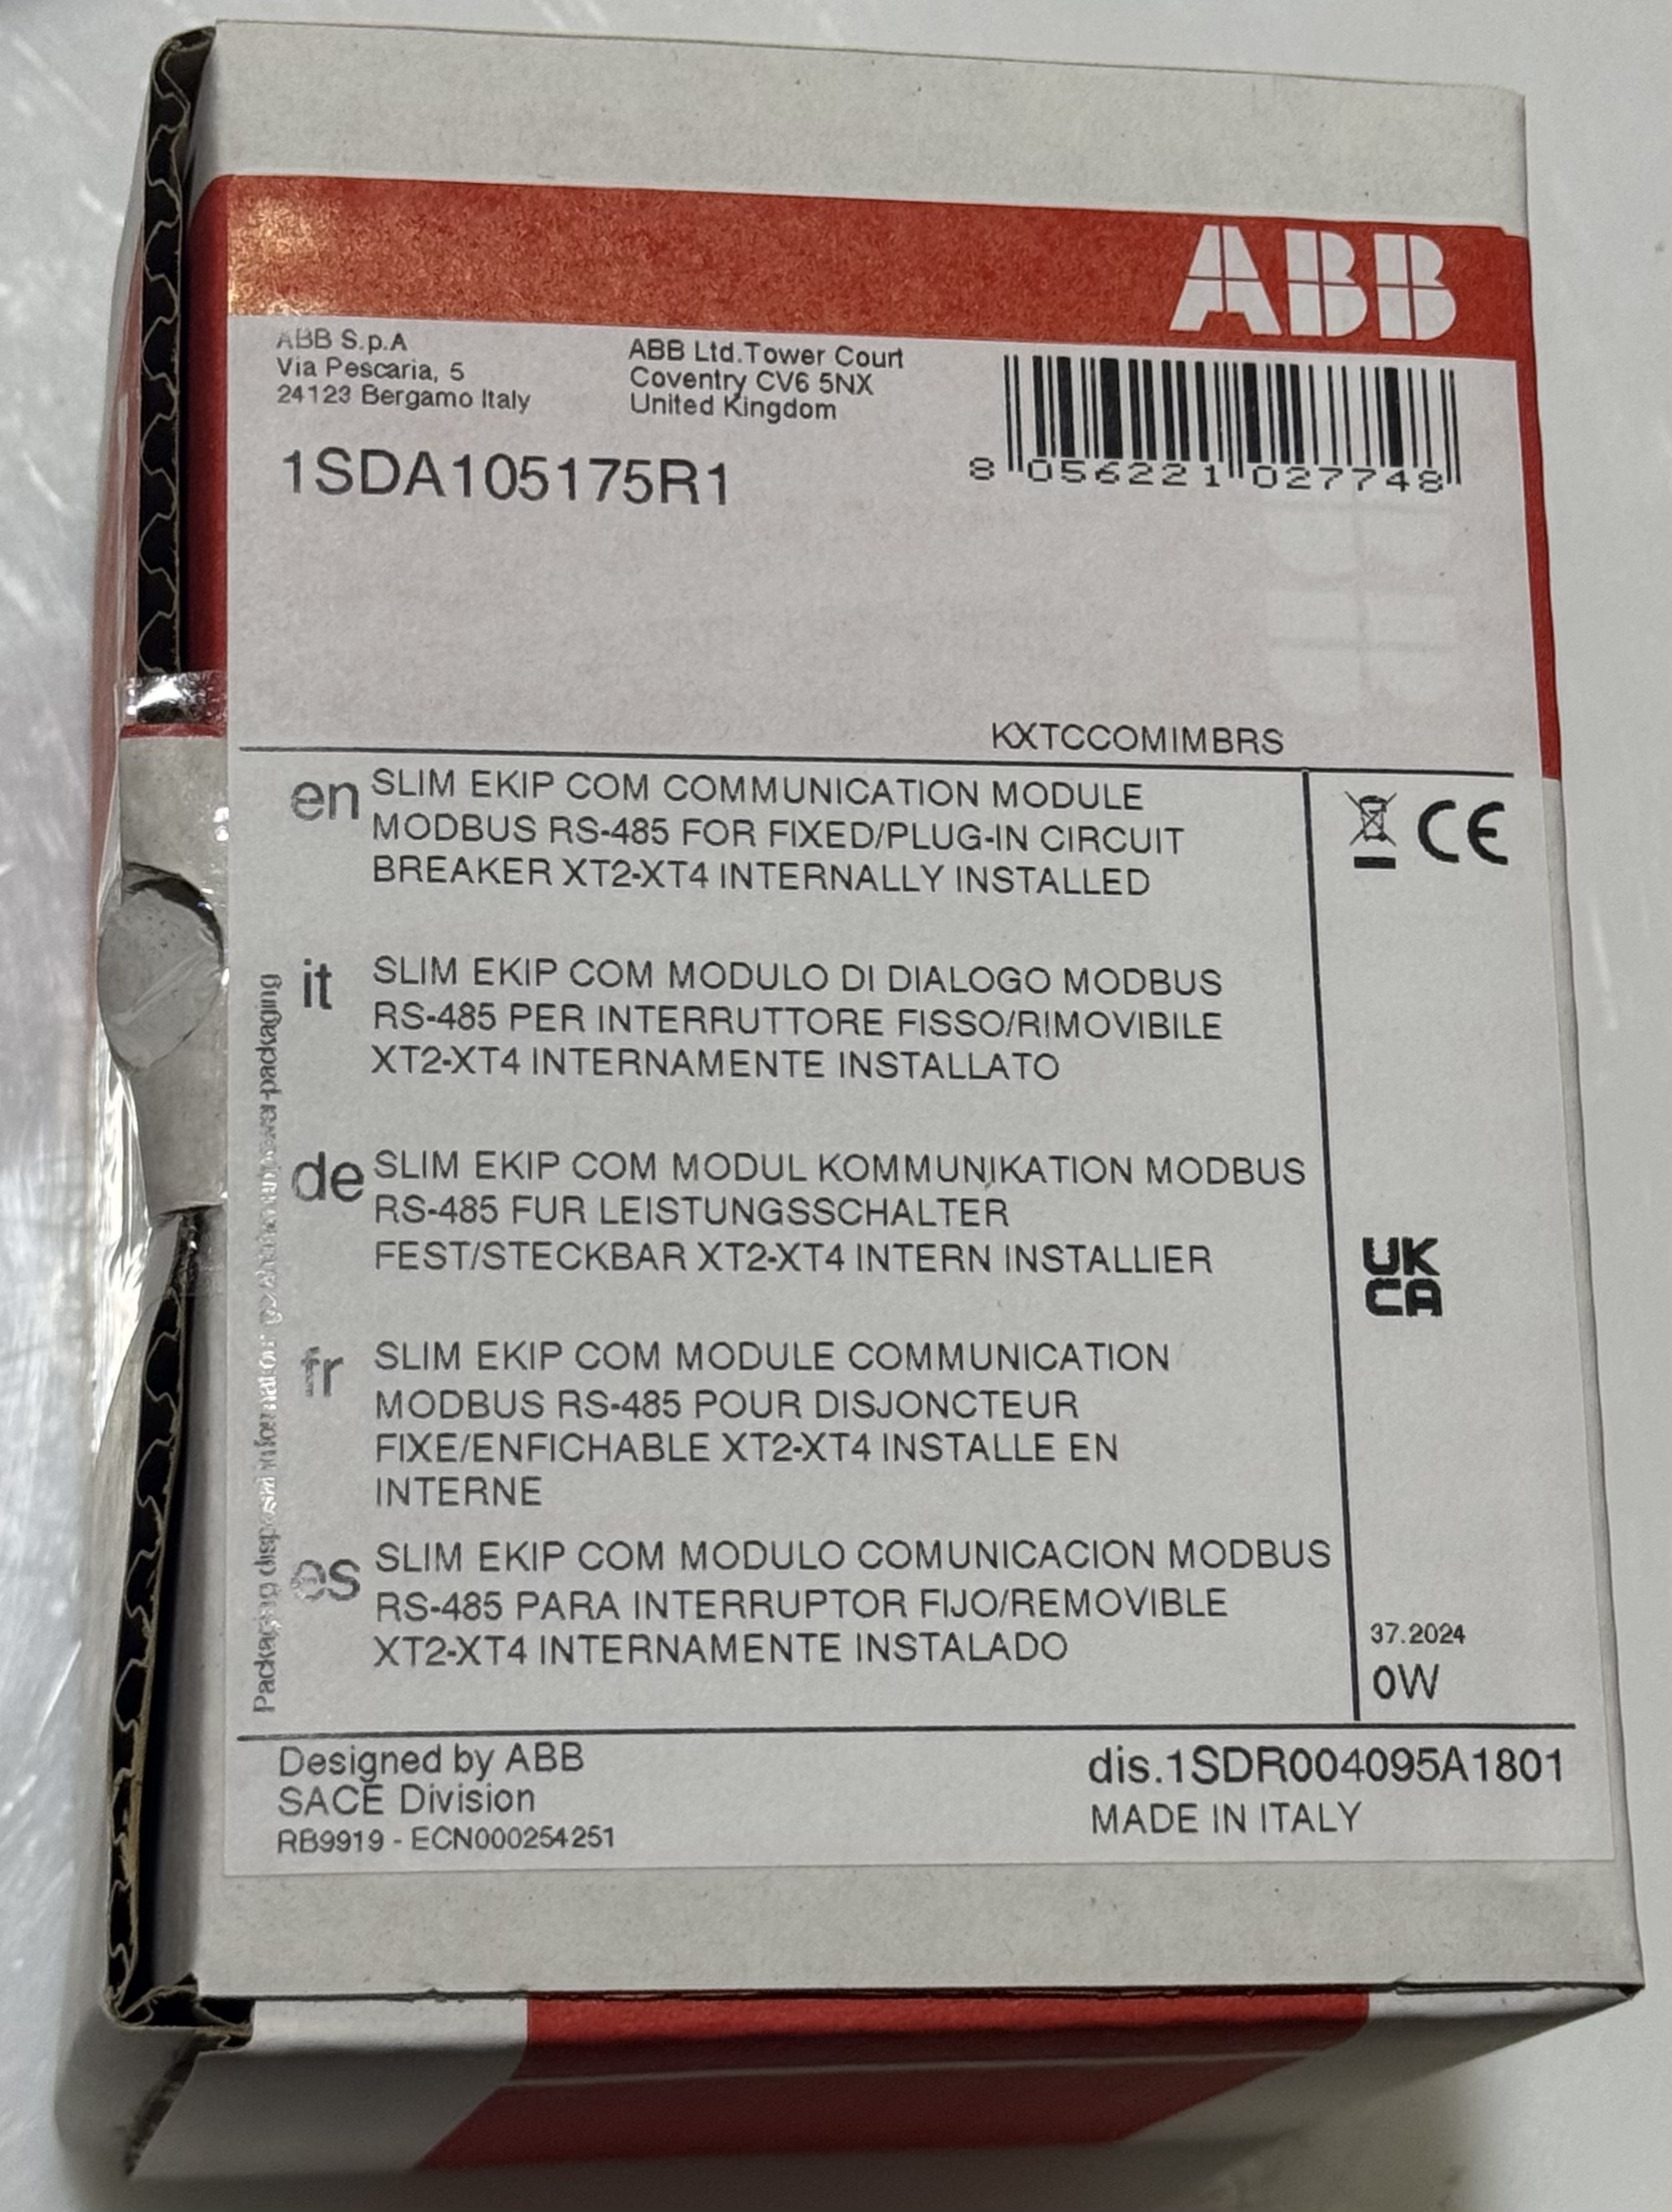 ABB
ABB S.p.A
Via Pescaria, 5
24123 Bergamo Italy
ABB Ltd.Tower Court
Coventry CV6 5NX
United Kingdom
8 056221 027748
1SDA105175R1
KXTCCOMIMBRS
en SLIM EKIP COM COMMUNICATION MODULE
MODBUS RS-485 FOR FIXED/PLUG-IN CIRCUIT
BREAKER XT2-XT4 INTERNALLY INSTALLED
CE
it SLIM EKIP COM MODULO DI DIALOGO MODBUS
RS-485 PER INTERRUTTORE FISSO/RIMOVIBILE
XT2-XT4 INTERNAMENTE INSTALLATO
de SLIM EKIP COM MODUL KOMMUNIKATION MODBUS
RS-485 FUR LEISTUNGSSCHALTER
FEST/STECKBAR XT2-XT4 INTERN INSTALLIER
UK
CA
fr SLIM EKIP COM MODULE COMMUNICATION
MODBUS RS-485 POUR DISJONCTEUR
FIXE/ENFICHABLE XT2-XT4 INSTALLE EN
INTERNE
es SLIM EKIP COM MODULO COMUNICACION MODBUS
RS-485 PARA INTERRUPTOR FIJO/REMOVIBLE
XT2-XT4 INTERNAMENTE INSTALADO
37.2024
0W
Packaging disposal information:
Designed by ABB
SACE Division
RB9919 - ECN000254251
dis.1SDR004095A1801
MADE IN ITALY